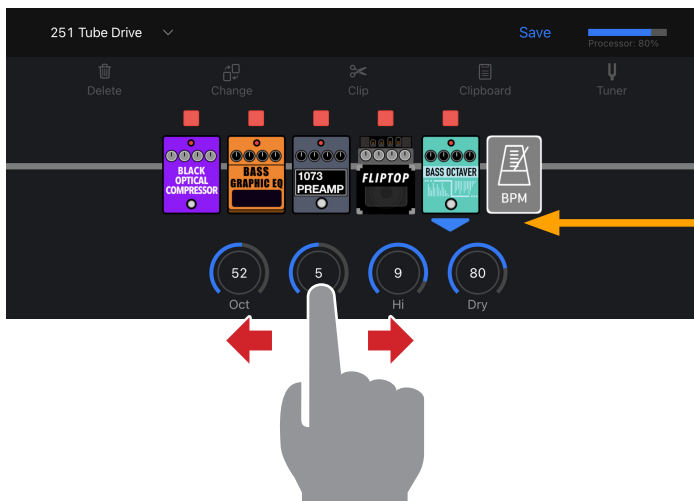 251 Tube Drive
Save
Processor: 80%
Delete
Change
Clip
Clipboard
Tuner
BLACK
OPTICAL
COMPRESSOR
BASS
GRAPHIC EQ
1073
PREAMP
FLIPTOP
BASS OCTAVER
BPM
52
5
9
80
Oct
Hi
Dry